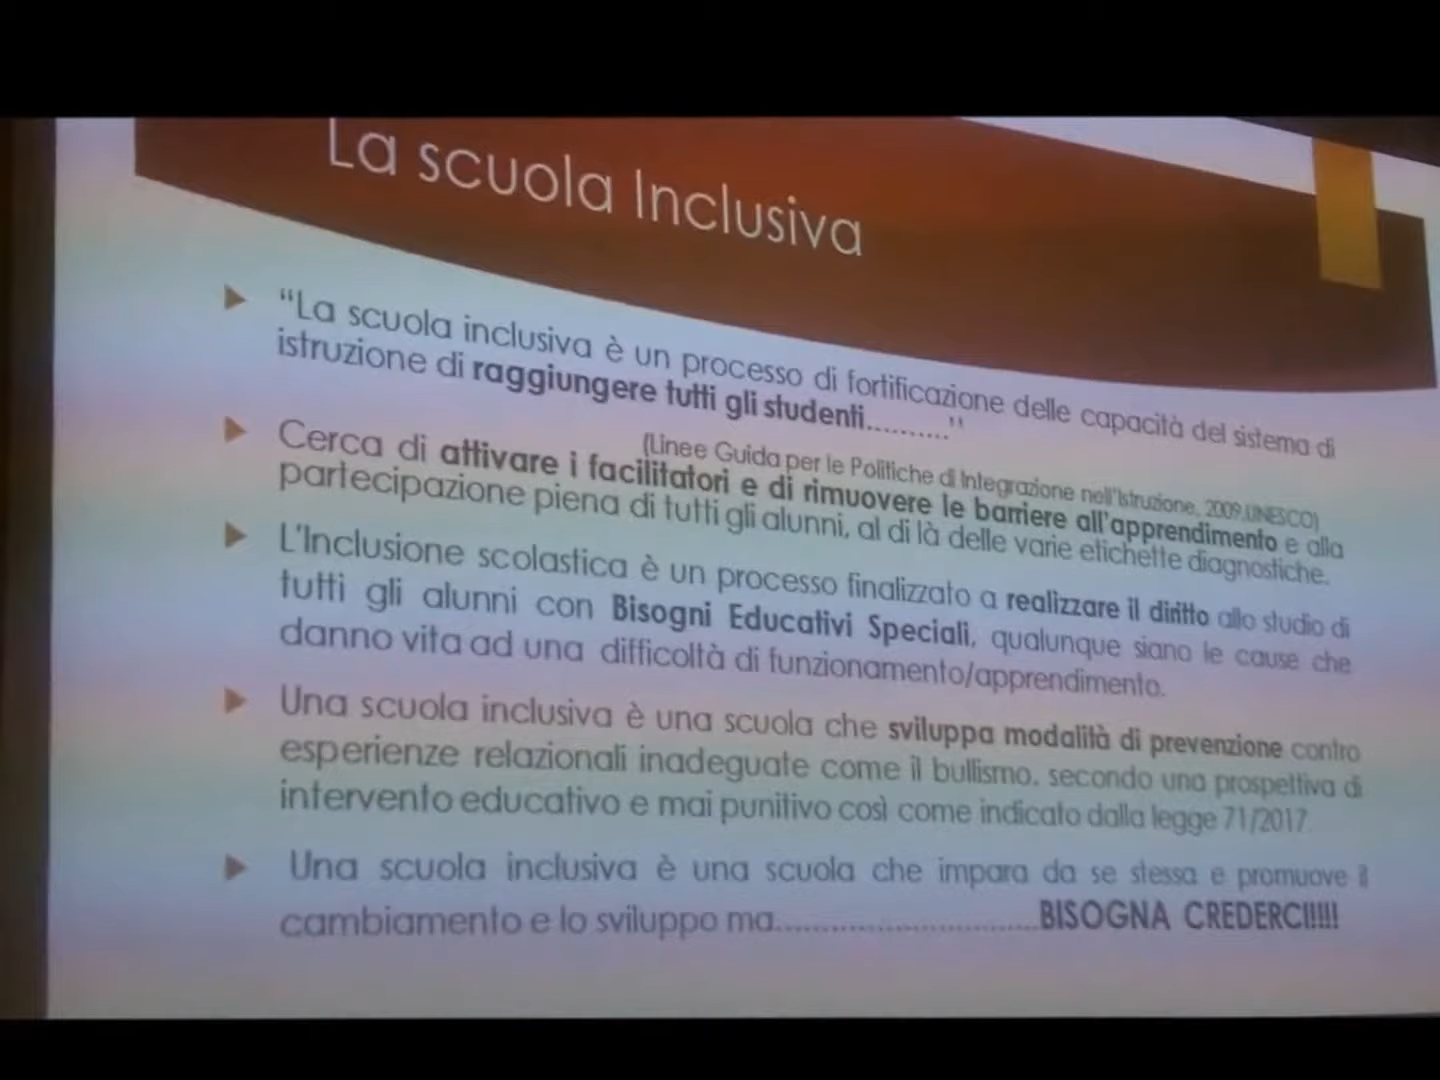 La scuola Inclusiva
“La scuola inclusiva è un processo di fortificazione delle capacità del sistema di
istruzione di raggiungere tutti gli studenti..........”
(Linee Guida per le Politiche di Integrazione nell'Istruzione, 2009,UNESCO)
Cerca di attivare i facilitatori e di rimuovere le barriere all'apprendimento e alla
partecipazione piena di tutti gli alunni, al di là delle varie etichette diagnostiche.
L'Inclusione scolastica è un processo finalizzato a realizzare il diritto allo studio di
tutti gli alunni con Bisogni Educativi Speciali, qualunque siano le cause che
danno vita ad una difficoltà di funzionamento/apprendimento.
Una scuola inclusiva è una scuola che sviluppa modalità di prevenzione contro
esperienze relazionali inadeguate come il bullismo, secondo una prospettiva di
intervento educativo e mai punitivo così come indicato dalla legge 71/2017
Una scuola inclusiva è una scuola che impara da se stessa e promuove il
cambiamento e lo sviluppo ma..............................BISOGNA CREDERCI!!!!!